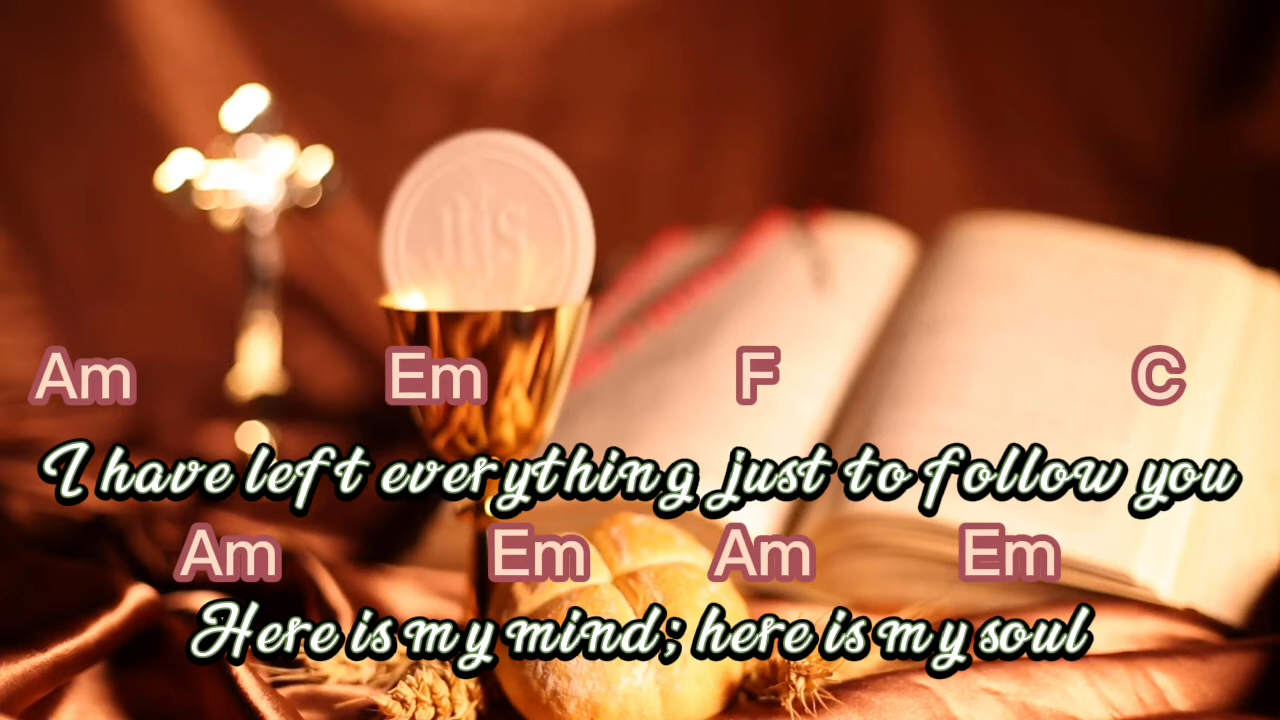 IHS
Am Em F C
I have left everything just to follow you
Am Em Am Em
Here is my mind; here is my soul